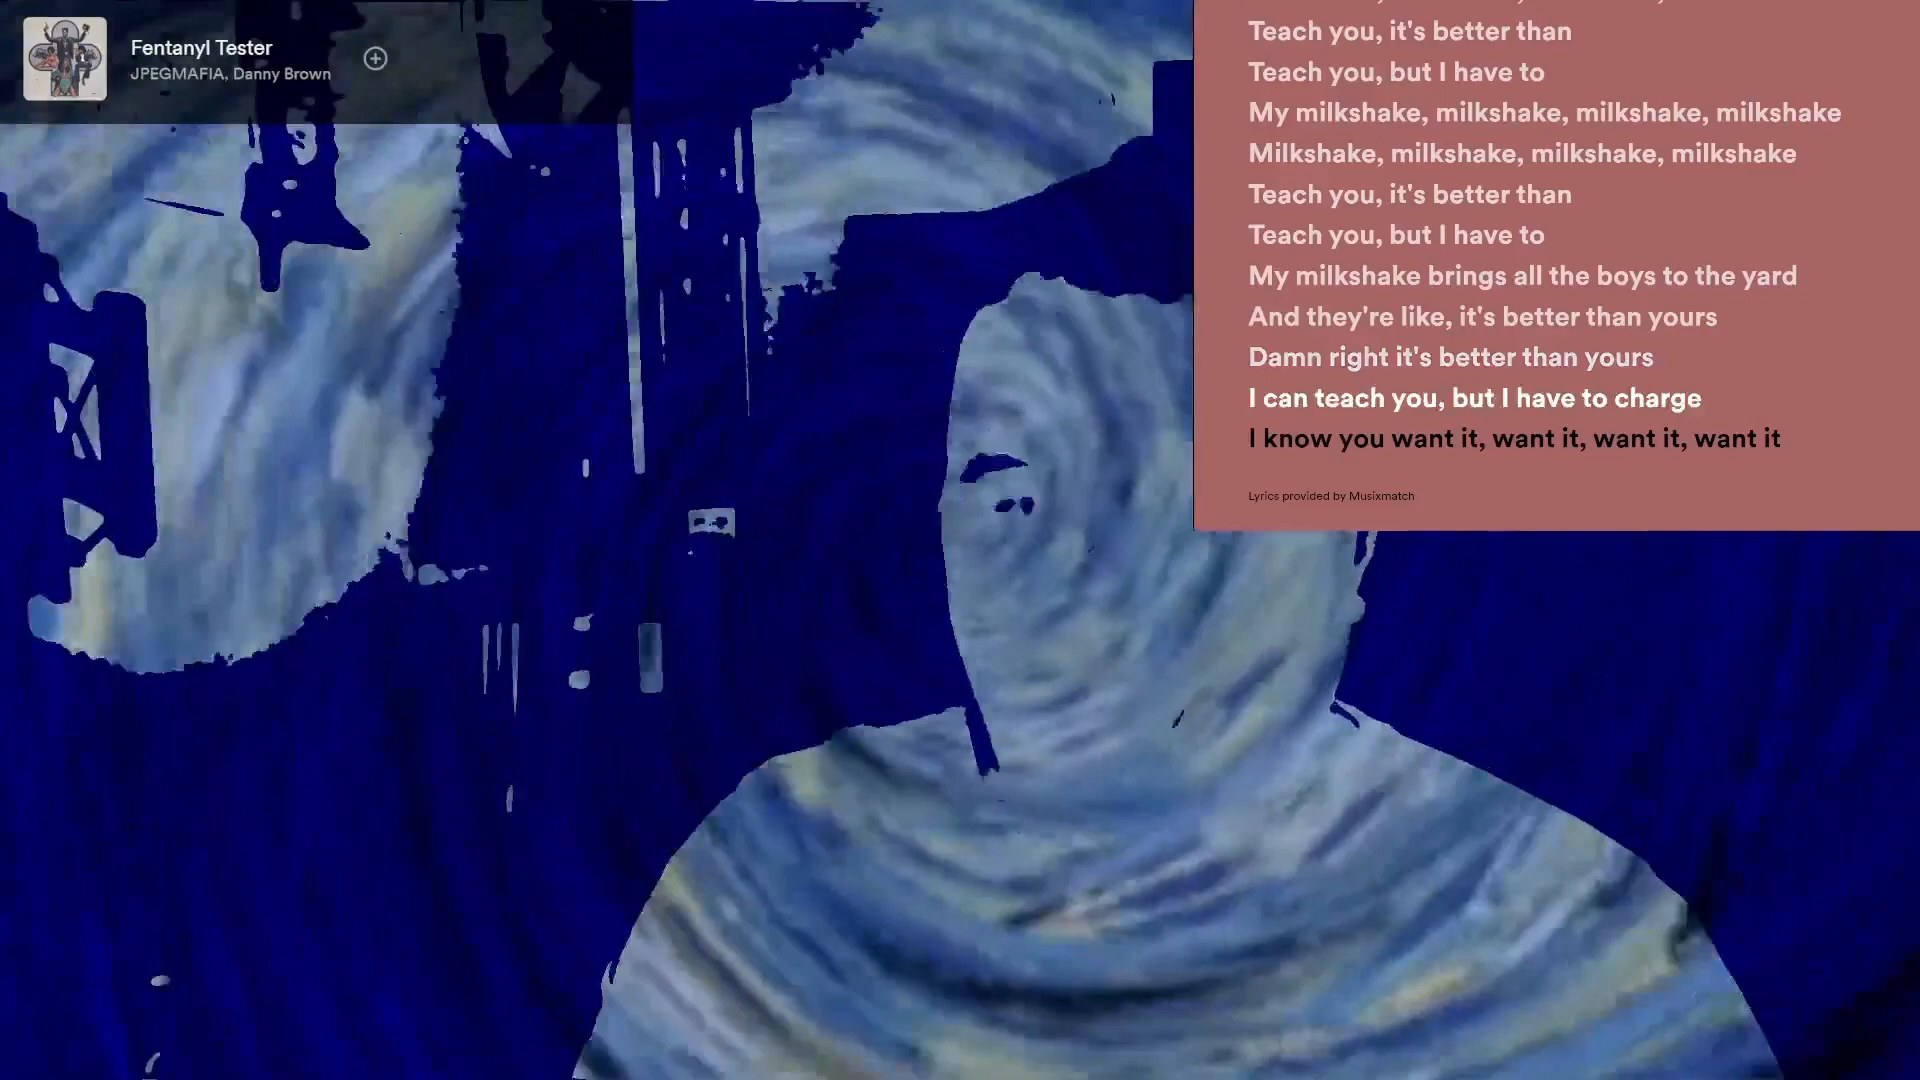 Fentanyl Tester
JPEGMAFIA, Danny Brown
Teach you, it's better than
Teach you, but I have to
My milkshake, milkshake, milkshake, milkshake
Milkshake, milkshake, milkshake, milkshake
Teach you, it's better than
Teach you, but I have to
My milkshake brings all the boys to the yard
And they're like, it's better than yours
Damn right it's better than yours
I can teach you, but I have to charge
I know you want it, want it, want it, want it
Lyrics provided by Musixmatch